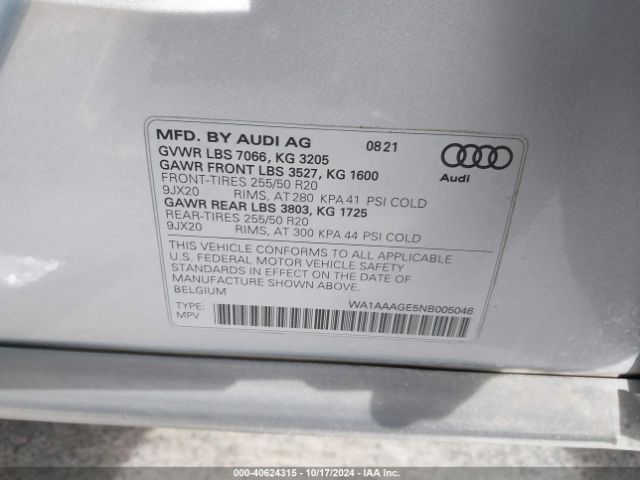 MFD. BY AUDI AG 08 21
GVWR LBS 7066, KG 3205
GAWR FRONT LBS 3527, KG 1600
FRONT-TIRES 255/50 R20
9JX20 RIMS, AT 280 KPA 41 PSI COLD
GAWR REAR LBS 3803, KG 1725
REAR-TIRES 255/50 R20
9JX20 RIMS, AT 300 KPA 44 PSI COLD
Audi
THIS VEHICLE CONFORMS TO ALL APPLICABLE
U.S. FEDERAL MOTOR VEHICLE SAFETY
STANDARDS IN EFFECT ON THE DATE OF
MANUFACTURE SHOWN ABOVE.
BELGIUM
WA1AAAGE5NB005046
TYPE:
MPV
000-40624315 - 10/17/2024 - IAA Inc.